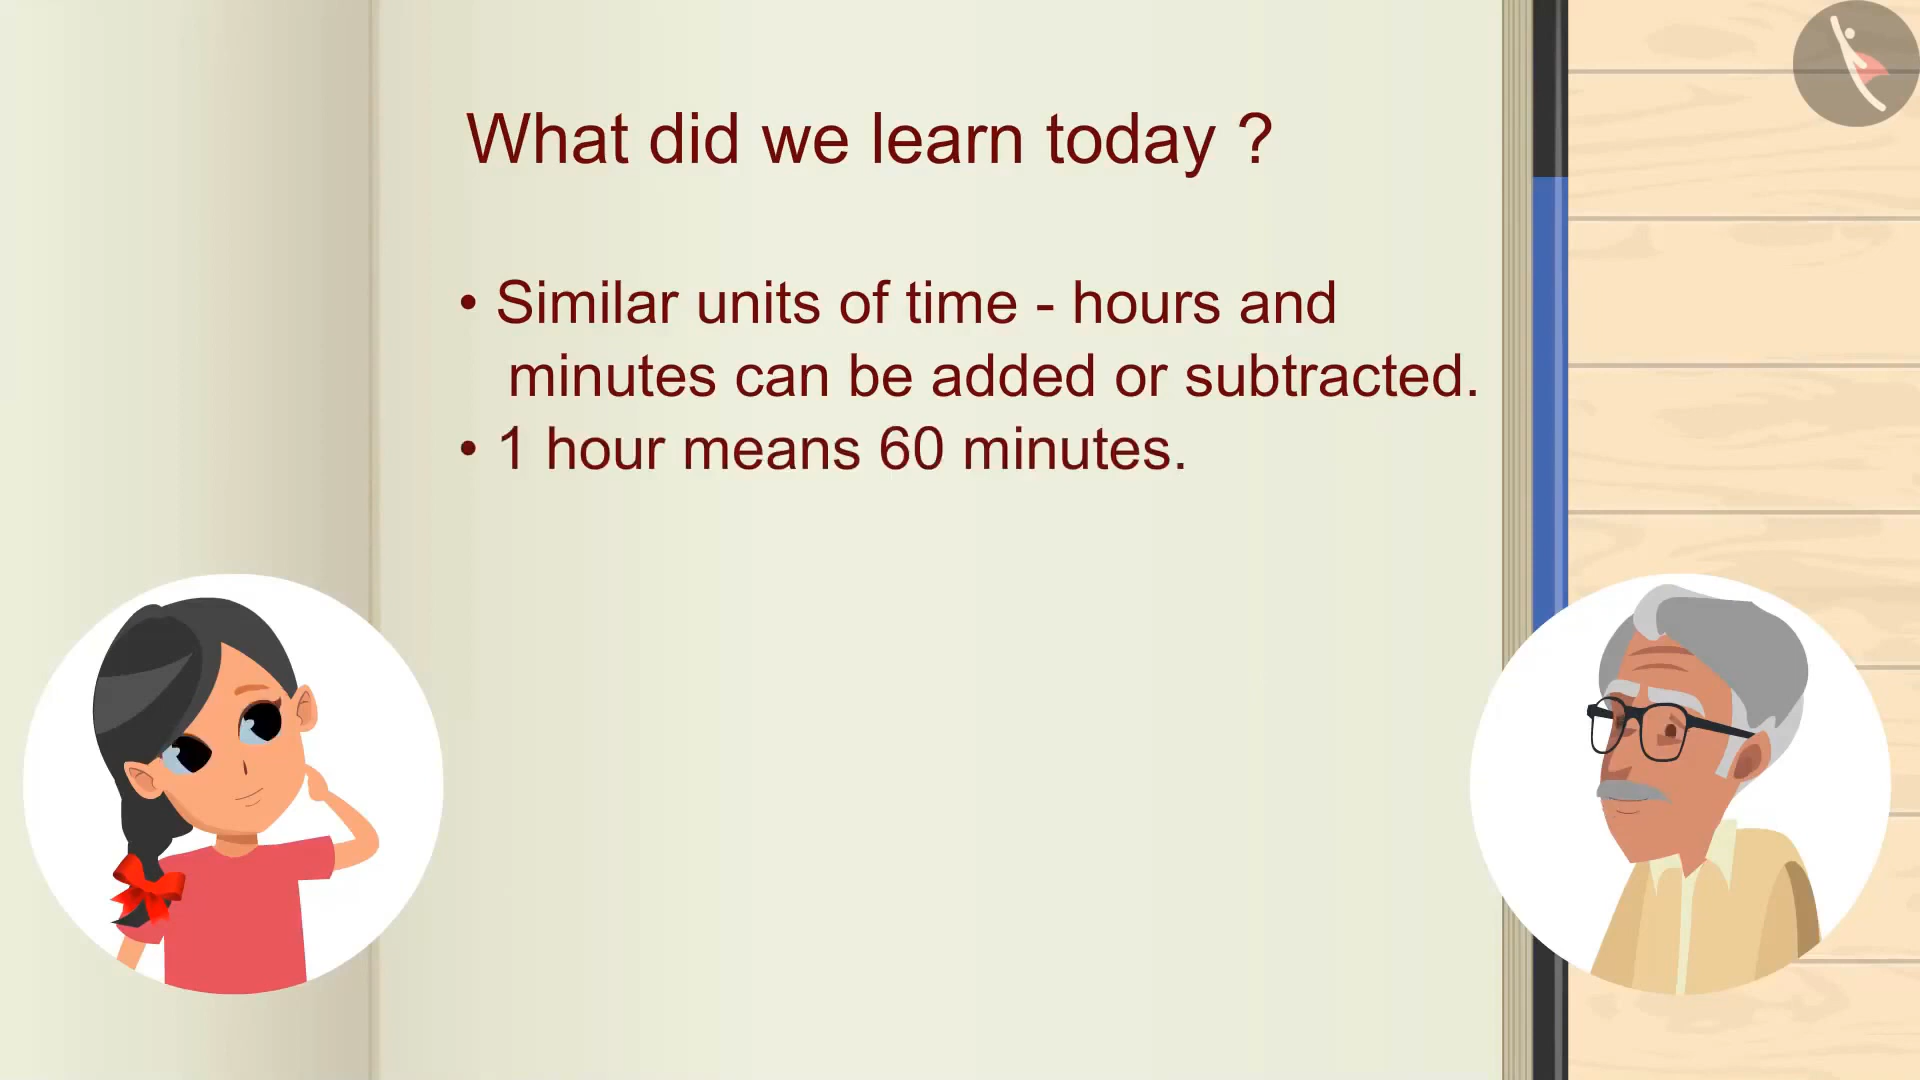 What did we learn today ?
• Similar units of time - hours and
minutes can be added or subtracted.
• 1 hour means 60 minutes.